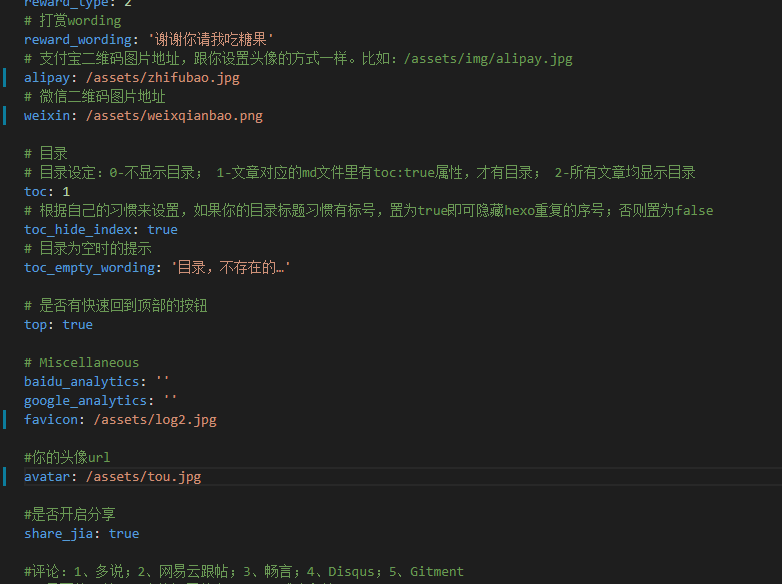 reward_type: 2
# 打赏wording
reward_wording: '谢谢你请我吃糖果'
# 支付宝二维码图片地址，跟你设置头像的方式一样。比如：/assets/img/alipay.jpg
alipay: /assets/zhifubao.jpg
# 微信二维码图片地址
weixin: /assets/weixqianbao.png
# 目录
# 目录设定：0-不显示目录； 1-文章对应的md文件里有toc:true属性，才有目录； 2-所有文章均显示目录
toc: 1
# 根据自己的习惯来设置，如果你的目录标题习惯有标号，置为true即可隐藏hexo重复的序号；否则置为false
toc_hide_index: true
# 目录为空时的提示
toc_empty_wording: '目录，不存在的…'
# 是否有快速回到顶部的按钮
top: true
# Miscellaneous
baidu_analytics: ''
google_analytics: ''
favicon: /assets/log2.jpg
#你的头像url
avatar: /assets/tou.jpg
#是否开启分享
share_jia: true
#评论：1、多说；2、网易云跟帖；3、畅言；4、Disqus；5、Gitment